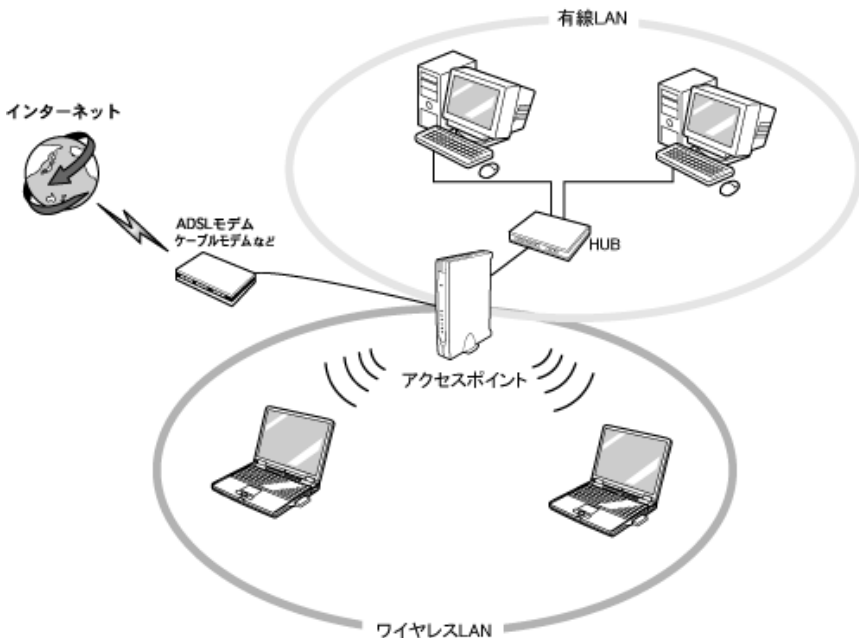 有線LAN
インターネット
ADSLモデム
ケーブルモデムなど
HUB
アクセスポイント
ワイヤレスLAN